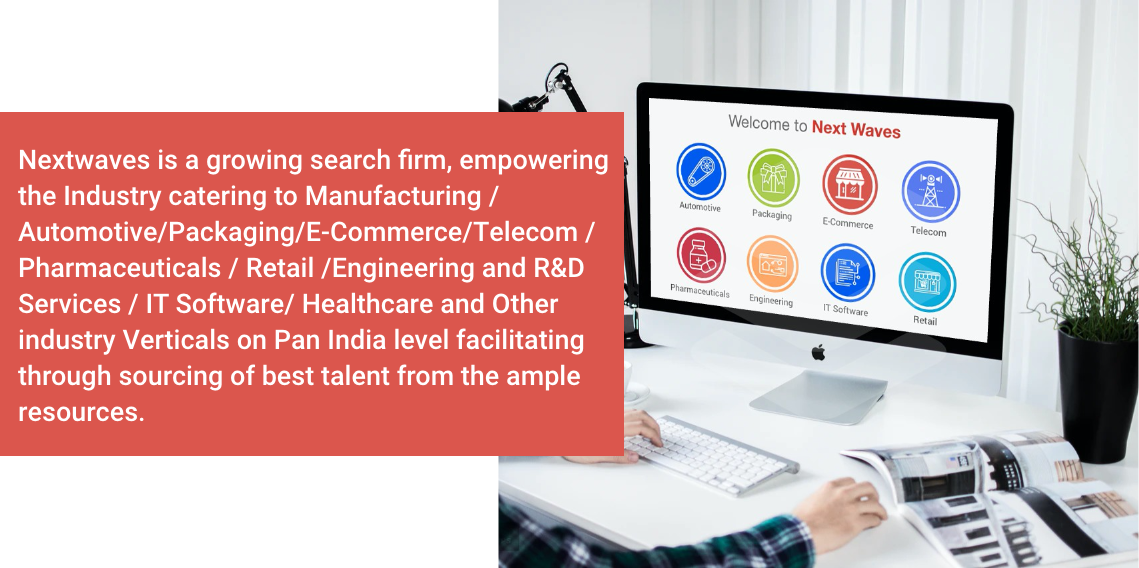 Nextwaves is a growing search firm, empowering
the Industry catering to Manufacturing /
Automotive/Packaging/E-Commerce/Telecom /
Pharmaceuticals / Retail /Engineering and R&D
Services / IT Software/ Healthcare and Other
industry Verticals on Pan India level facilitating
through sourcing of best talent from the ample
resources.
Welcome to Next Waves
Automotive
Packaging
E-Commerce
Telecom
Pharmaceuticals
Engineering
IT Software
Retail